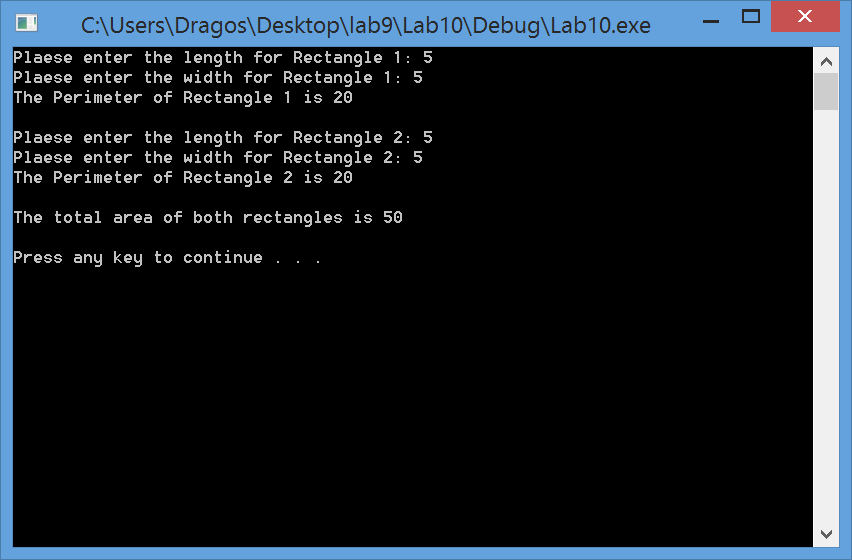 C:\Users\Dragos\Desktop\lab9\Lab10\Debug\Lab10.exe
Plaese enter the length for Rectangle 1: 5
Plaese enter the width for Rectangle 1: 5
The Perimeter of Rectangle 1 is 20
Plaese enter the length for Rectangle 2: 5
Plaese enter the width for Rectangle 2: 5
The Perimeter of Rectangle 2 is 20
The total area of both rectangles is 50
Press any key to continue . . .